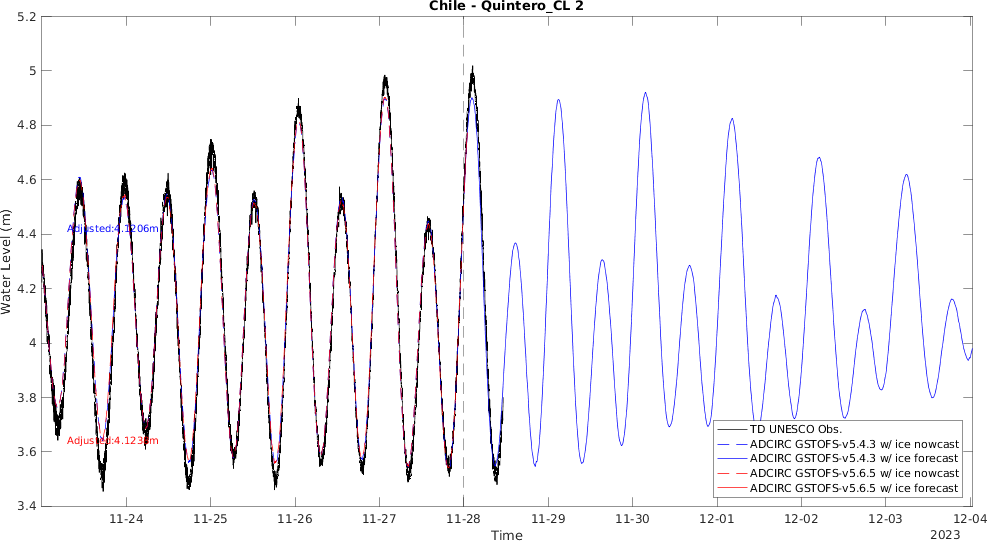 Chile - Quintero_CL 2
5.2
5
4.8
4.6
4.4
4.2
4
3.8
3.6
3.4
Water Level (m)
Adjusted:4.1206m
TD UNESCO Obs.
ADCIRC GSTOFS-v5.4.3 w/ ice nowcast
ADCIRC GSTOFS-v5.4.3 w/ ice forecast
ADCIRC GSTOFS-v5.6.5 w/ ice nowcast
ADCIRC GSTOFS-v5.6.5 w/ ice forecast
11-24 11-25 11-26 11-27 11-28 11-29 11-30 12-01 12-02 12-03 12-04
Time
2023